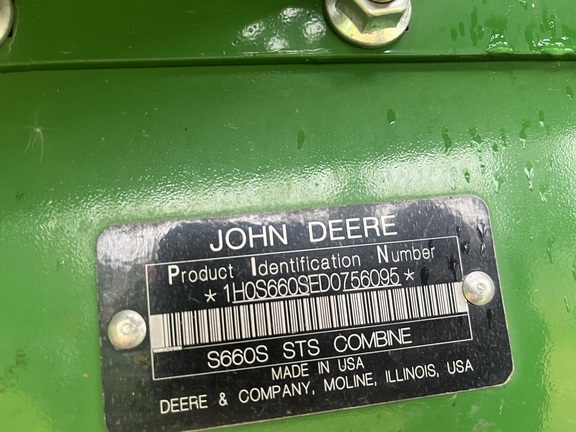 JOHN DEERE
Product Identification Number
*1H0S660SED0756095*
S660S STS COMBINE
MADE IN USA
DEERE & COMPANY, MOLINE, ILLINOIS, USA